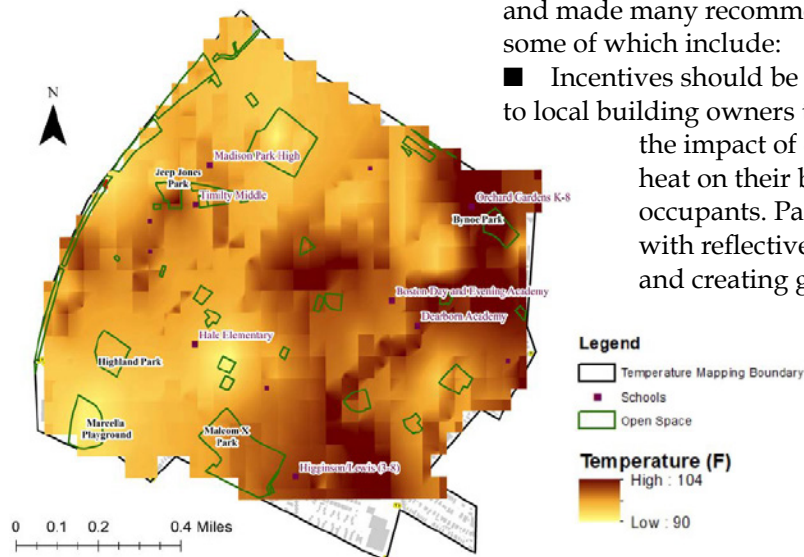 and made many recomm
some of which include:
■ Incentives should be
to local building owners
the impact of
heat on their b
occupants. Pa
with reflective
and creating g
N
Madison Park High
Jeep Jones
Park
Timilty Middle
Orchard Gardens K-8
Bynoe Park
Boston Day and Evening Academy
Dearborn Academy
Hale Elementary
Highland Park
Marcella
Playground
Malcom X
Park
Higginson/Lewis (3-8)
0 0.1 0.2 0.4 Miles
Legend
Temperature Mapping Boundary
Schools
Open Space
Temperature (F)
High : 104
Low : 90